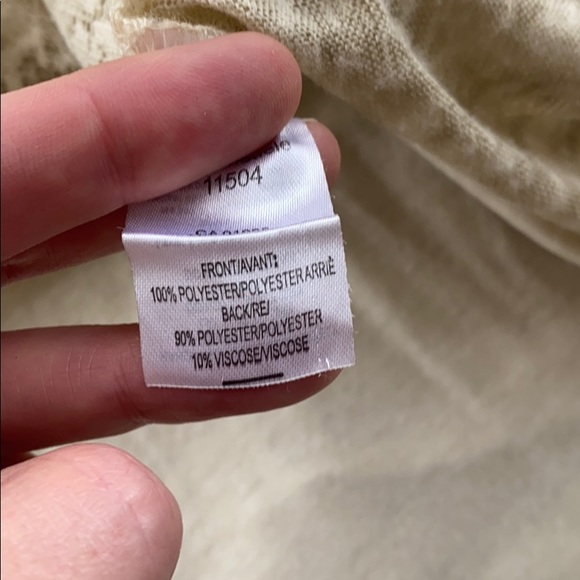 11504
FRONT/AVANT:
100% POLYESTER/POLYESTER ARRIÈ
BACK/RE/
90% POLYESTER/POLYESTER
10% VISCOSE/VISCOSE